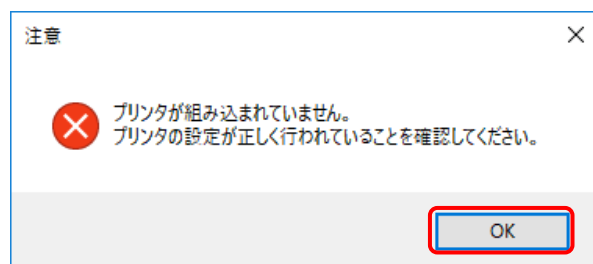 注意
プリンタが組み込まれていません。
プリンタの設定が正しく行われていることを確認してください。
OK